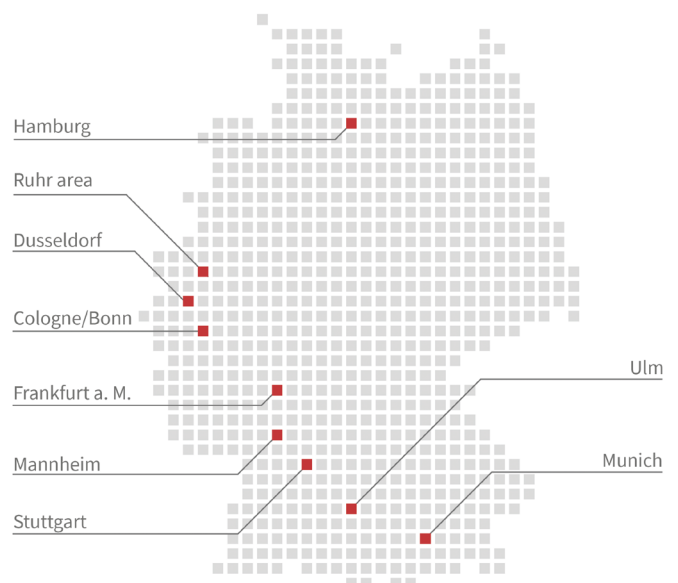 Hamburg
Ruhr area
Dusseldorf
Cologne/Bonn
Frankfurt a. M.
Mannheim
Stuttgart
Ulm
Munich